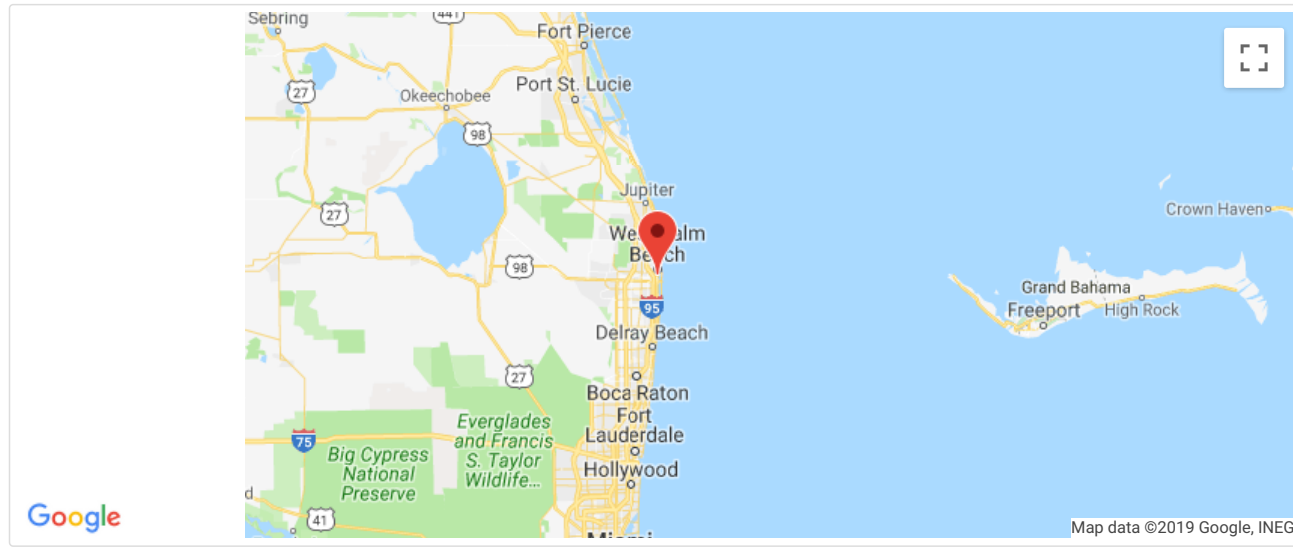 Sebring
441
Fort Pierce
27
Port St. Lucie
Okeechobee
98
Jupiter
27
Crown Haven
Beach
98
Grand Bahama
95
Freeport
High Rock
Delray Beach
27
Boca Raton
Everglades
and Francis
S. Taylor
Wildlife...
Fort
Lauderdale
75
Big Cypress
National
Preserve
Hollywood
41
Google
Miami
Map data ©2019 Google, INEG